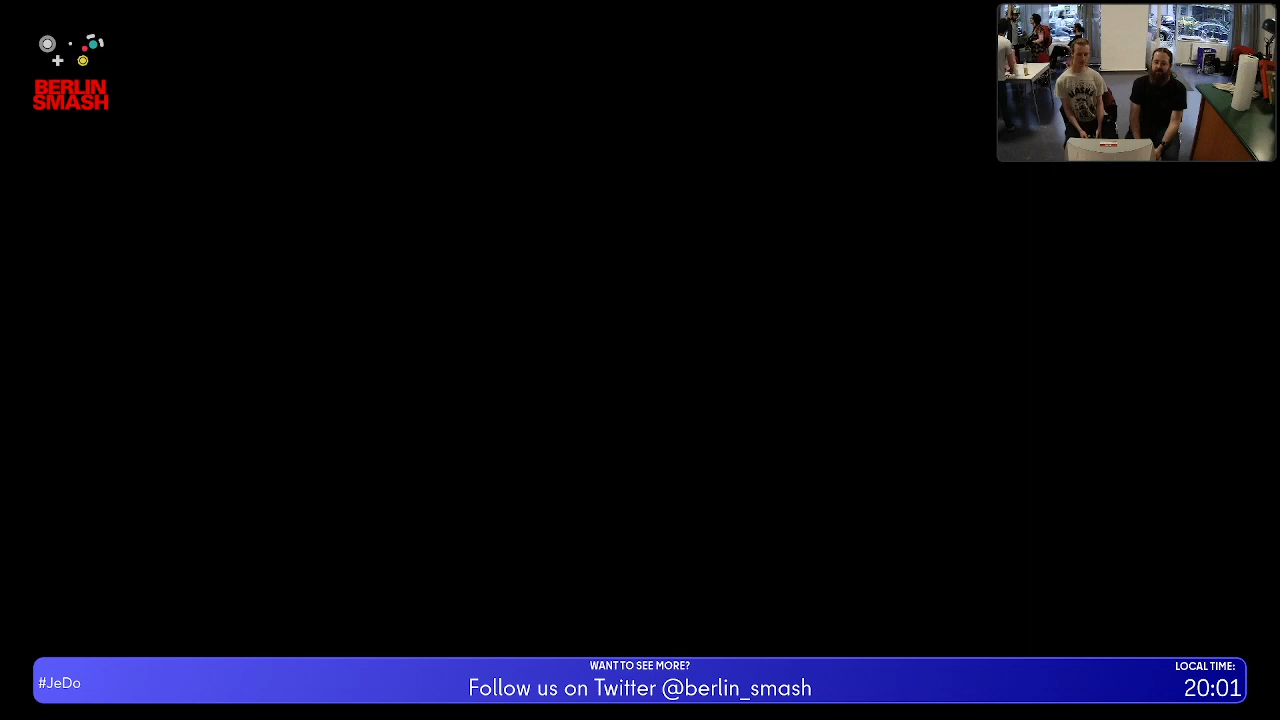 BERLIN
SMASH
#JeDo
WANT TO SEE MORE?
Follow us on Twitter @berlin_smash
LOCAL TIME:
20:01